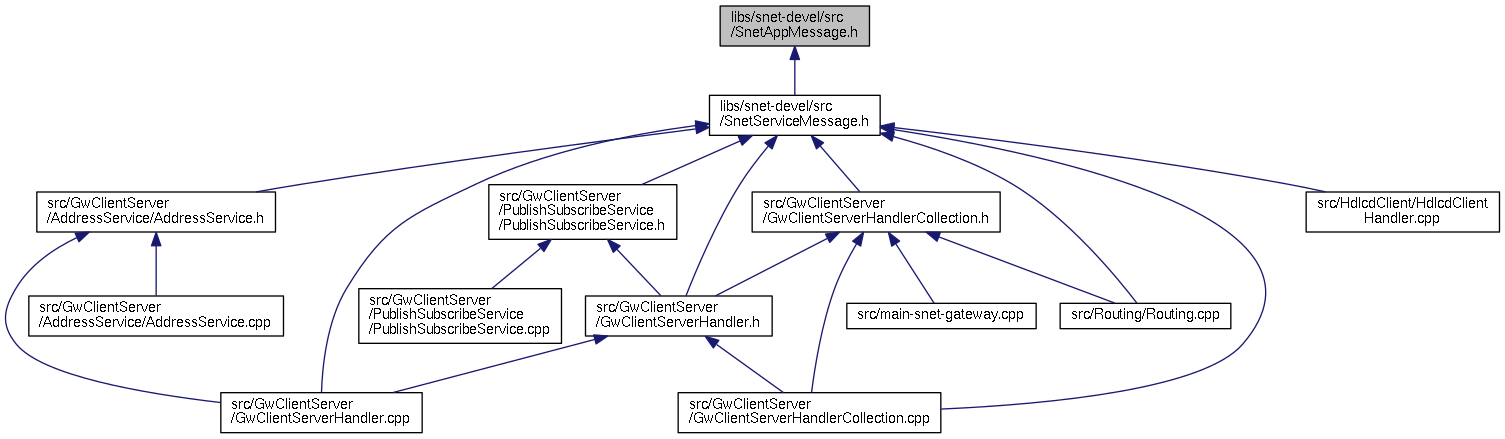 libs/snet-devel/src
/SnetAppMessage.h
libs/snet-devel/src
/SnetServiceMessage.h
src/GwClientServer
/AddressService/AddressService.h
src/GwClientServer
/PublishSubscribeService
/PublishSubscribeService.h
src/GwClientServer
/GwClientServerHandlerCollection.h
src/HdlcdClient/HdlcdClient
Handler.cpp
src/GwClientServer
/AddressService/AddressService.cpp
src/GwClientServer
/PublishSubscribeService
/PublishSubscribeService.cpp
src/GwClientServer
/GwClientServerHandler.h
src/main-snet-gateway.cpp
src/Routing/Routing.cpp
src/GwClientServer
/GwClientServerHandler.cpp
src/GwClientServer
/GwClientServerHandlerCollection.cpp